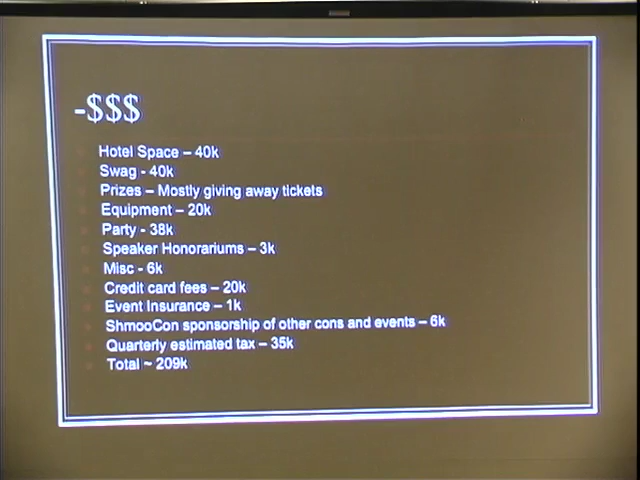 -$$$
Hotel Space – 40k
Swag - 40k
Prizes – Mostly giving away tickets
Equipment – 20k
Party - 38k
Speaker Honorariums – 3k
Misc - 6k
Credit card fees – 20k
Event Insurance – 1k
ShmooCon sponsorship of other cons and events – 6k
Quarterly estimated tax – 35k
Total ~ 209k